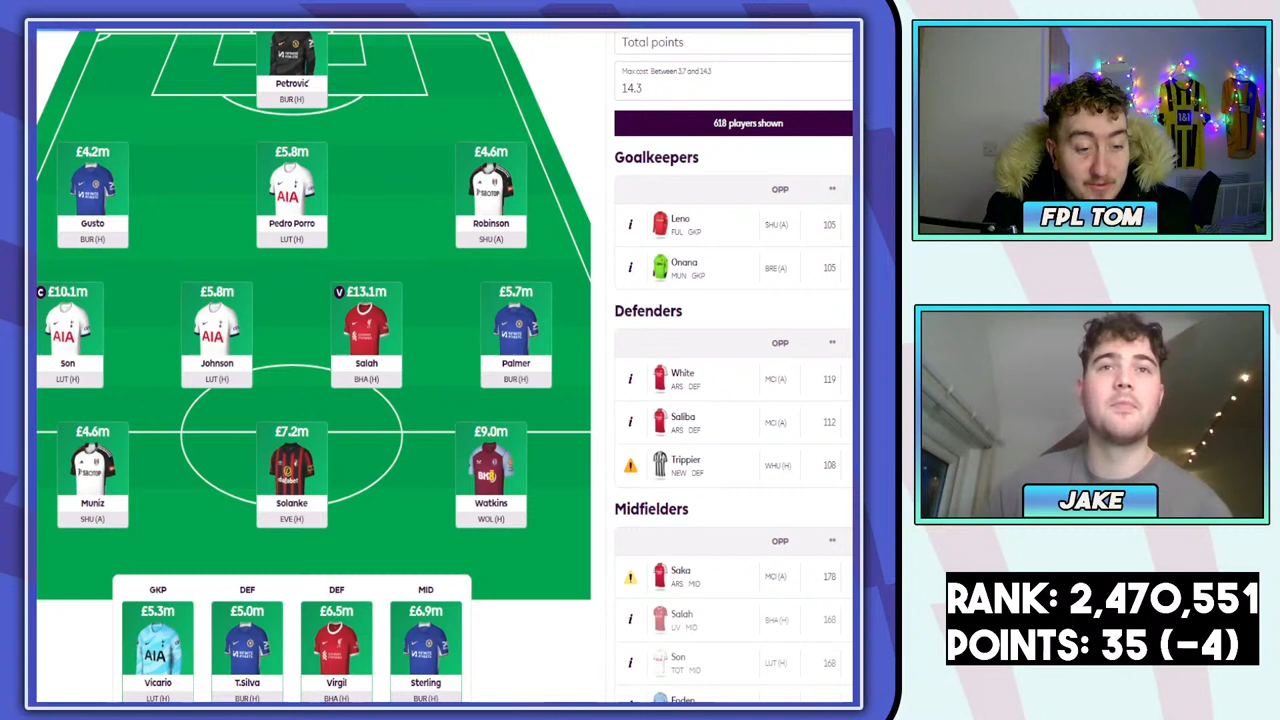 Petrović
BUR (H)
£4.2m
£5.8m
£4.6m
Gusto
Pedro Porro
Robinson
BUR (H)
LUT (H)
SHU (A)
C £10.1m
£5.8m
V £13.1m
£5.7m
AIA
AIA
Son
Johnson
Salah
Palmer
LUT (H)
LUT (H)
BHA (H)
BUR (H)
£4.6m
£7.2m
£9.0m
Muniz
Solanke
Watkins
SHU (A)
EVE (H)
WOL (H)
GKP
DEF
DEF
MID
£5.3m
£5.0m
£6.5m
£6.9m
AIA
Vicario
T.Silva
Virgil
Sterling
LUT (H)
BUR (H)
BHA (H)
BUR (H)
Total points
Max cost Between 3.7 and 14.3
14.3
618 players shown
Goalkeepers
OPP **
i Leno SHU (A) 105
FUL GKP
i Onana BRE (A) 105
MUN GKP
Defenders
OPP **
i White MCI (A) 119
ARS DEF
i Saliba MCI (A) 112
ARS DEF
Trippier WHU (H) 108
NEW DEF
Midfielders
OPP **
Saka MCI (A) 178
ARS MID
i Salah BHA (H) 168
LIV MID
i Son LUT (H) 168
TOT MID
Foden
FPL TOM
JAKE
RANK: 2,470,551
POINTS: 35 (-4)